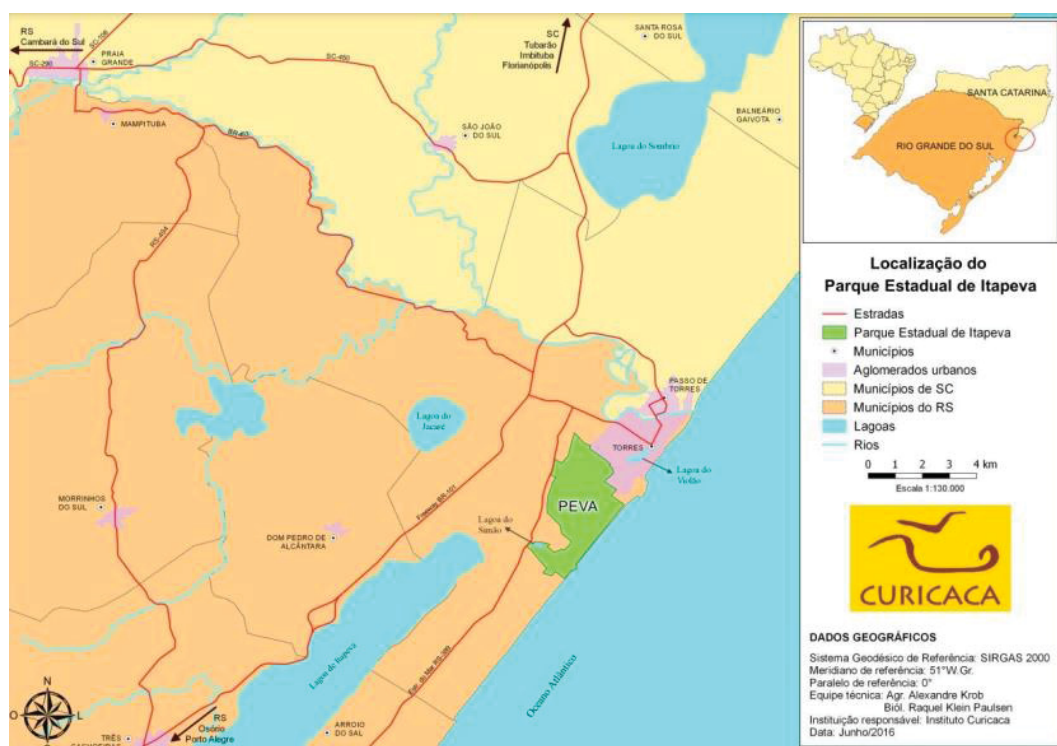 RS
Cambará do Sul
SC-290
PRAIA
GRANDE
SC-450
SC
Tubarão
Imbituba
Florianópolis
SANTA ROSA
DO SUL
MAMPITUBA
SÃO JOÃO
DO SUL
Lagoa do Sombrio
BALNEÁRIO
GAIVOTA
RS-494
Lagoa do
Jacaré
PASSO DE
TORRES
TORRES
Lagoa do
Violão
PEVA
Lagoa do
Simão
MORRINHOS
DO SUL
DOM PEDRO DE
ALCÂNTARA
Freeway BR-101
Lagoa de Itapeva
Estr. do Mar RS-389
Oceano Atlântico
N
O
L
S
RS
Osório
Porto Alegre
TRÊS
ARROIO
DO SAL
SANTA CATARINA
RIO GRANDE DO SUL
Localização do
Parque Estadual de Itapeva
Estradas
Parque Estadual de Itapeva
Municípios
Aglomerados urbanos
Municípios de SC
Municípios do RS
Lagoas
Rios
0 1 2 3 4 km
Escala 1:130.000
CURICACA
DADOS GEOGRÁFICOS
Sistema Geodésico de Referência: SIRGAS 2000
Meridiano de referência: 51°W.Gr.
Paralelo de referência: 0°
Equipe técnica: Agr. Alexandre Krob
Biól. Raquel Klein Paulsen
Instituição responsável: Instituto Curicaca
Data: Junho/2016